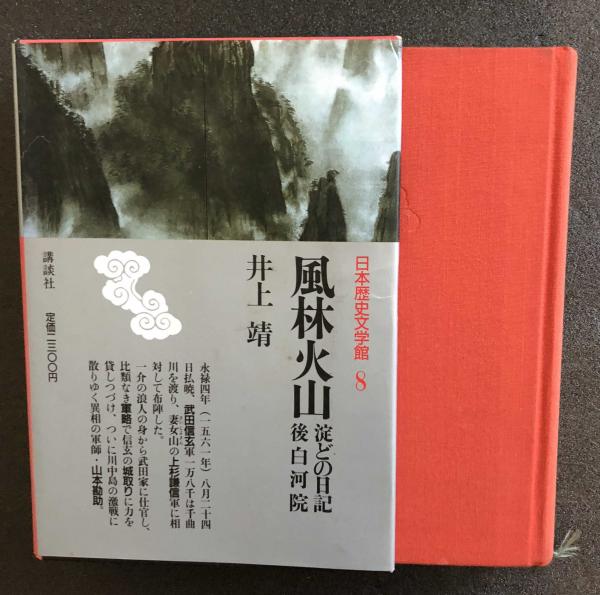 日本歴史文学館 8
風林火山
淀どの日記
後白河院
井上 靖
永禄四年(一五六一年)八月二十四
日払暁、武田信玄軍一万八千は千曲
川を渡り、妻女山の上杉謙信軍に相
対して布陣した。
一介の浪人の身から武田家に仕官し、
比類なき軍略で信玄の城取りに力を
貸しつづけ、ついに川中島の激戦に
散りゆく異相の軍師・山本勘助。
講談社
定価二三〇〇円